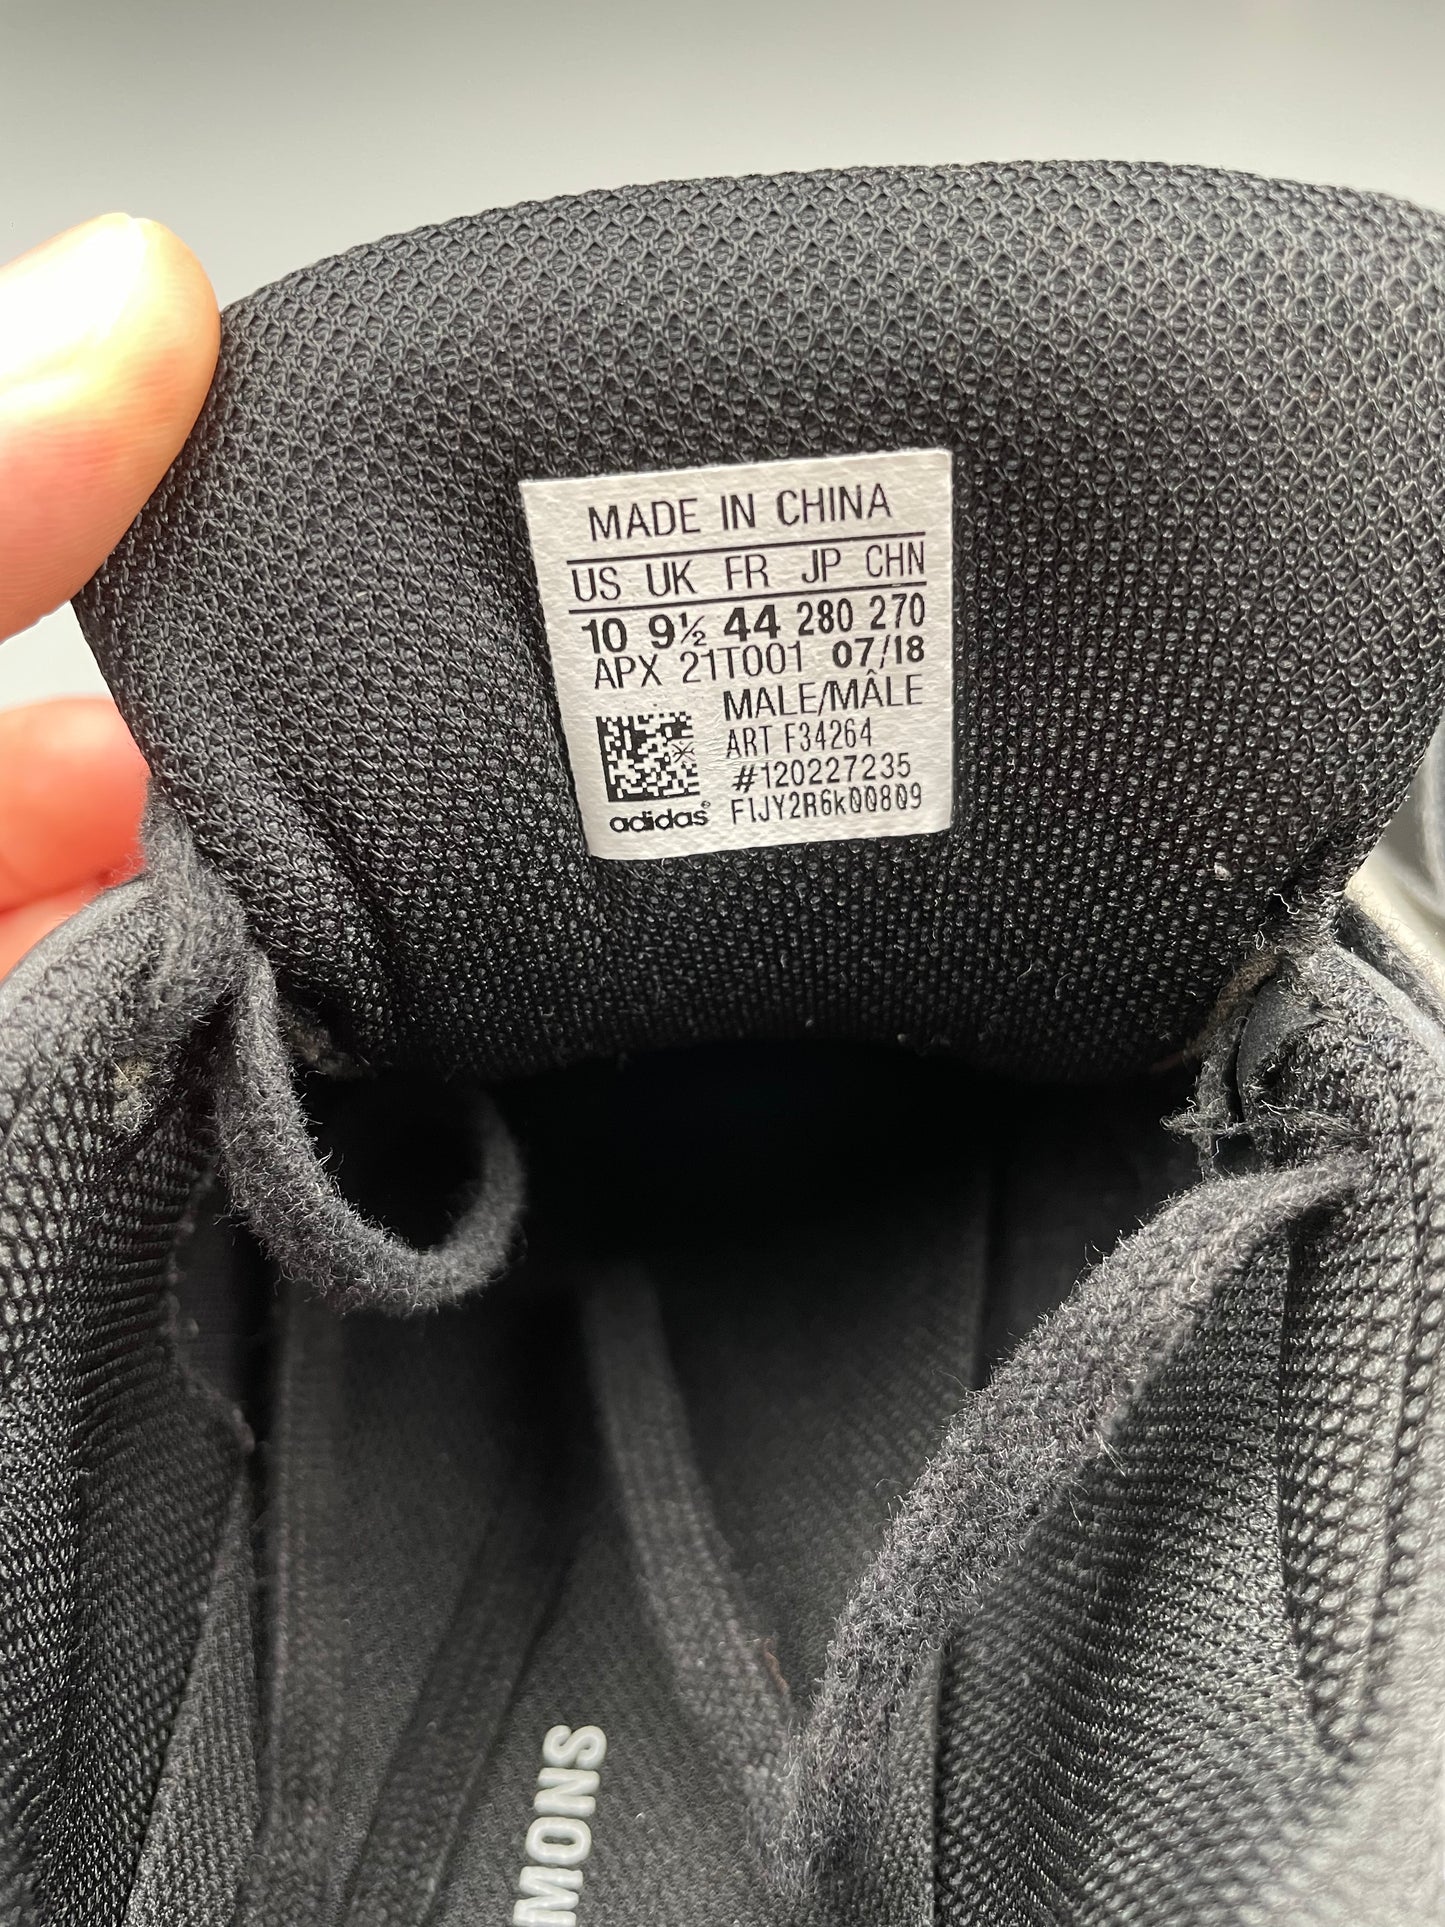 MADE IN CHINA
US UK FR JP CHN
10 9½ 44 280 270
APX 21T001 07/18
MALE/MÂLE
ART F34264
#120227235
adidas® F1JY2R6k00809
MONS